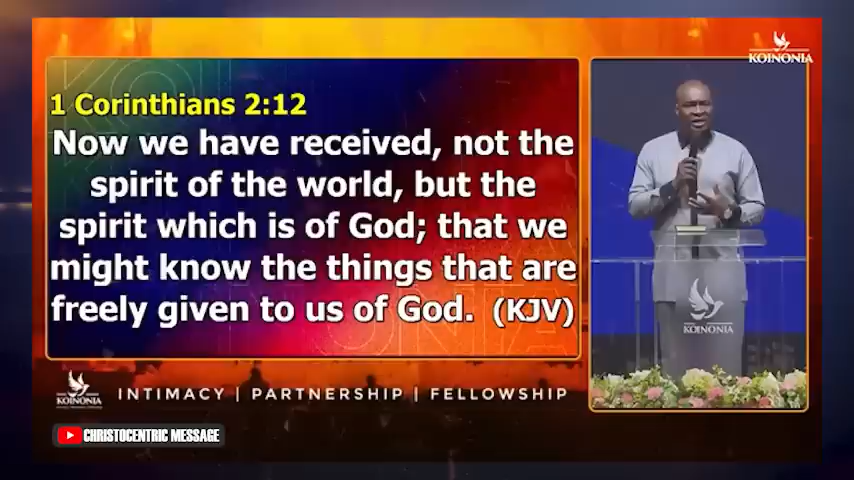 KOINONIA
1 Corinthians 2:12
Now we have received, not the
spirit of the world, but the
spirit which is of God; that we
might know the things that are
freely given to us of God. (KJV)
KOINONIA
KOINONIA
INTIMACY | PARTNERSHIP | FELLOWSHIP
CHRISTOCENTRIC MESSAGE